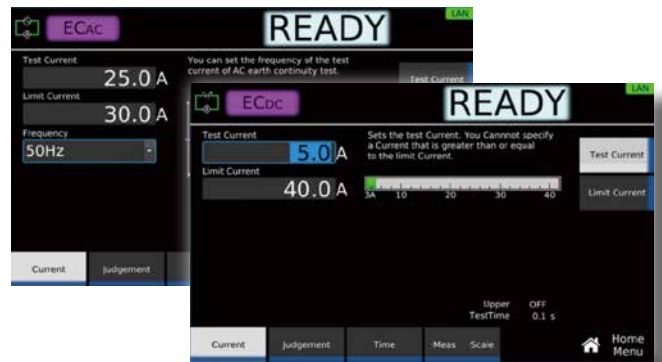 ECAC
READY
LAN
Test Current
25.0 A
Limit Current
30.0 A
Frequency
50Hz
You can set the frequency of the test
current of AC earth continuity test.
Test Current
Current
Judgement
ECDC
READY
LAN
Test Current
5.0 A
Limit Current
40.0 A
Sets the test Current. You Cannnot specify
a Current that is greater than or equal
to the limit Current.
3A 10 20 30 40
Test Current
Limit Current
Upper OFF
TestTime 0.1 s
Current
Judgement
Time
Meas Scale
Home
Menu